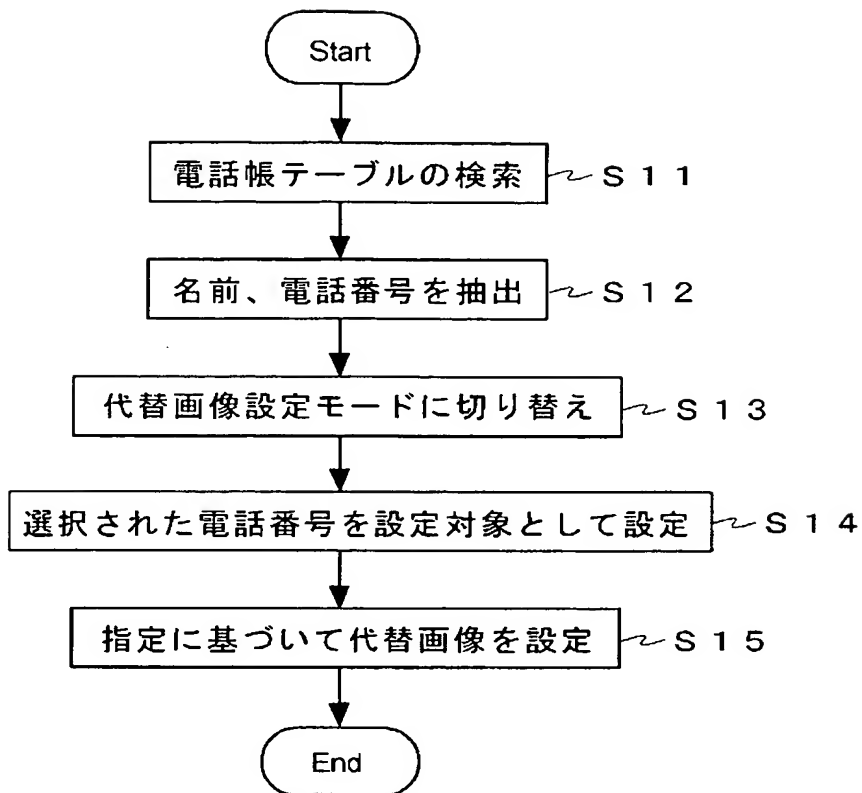 Start
電話帳テーブルの検索 S11
名前、電話番号を抽出 S12
代替画像設定モードに切り替え S13
選択された電話番号を設定対象として設定 S14
指定に基づいて代替画像を設定 S15
End